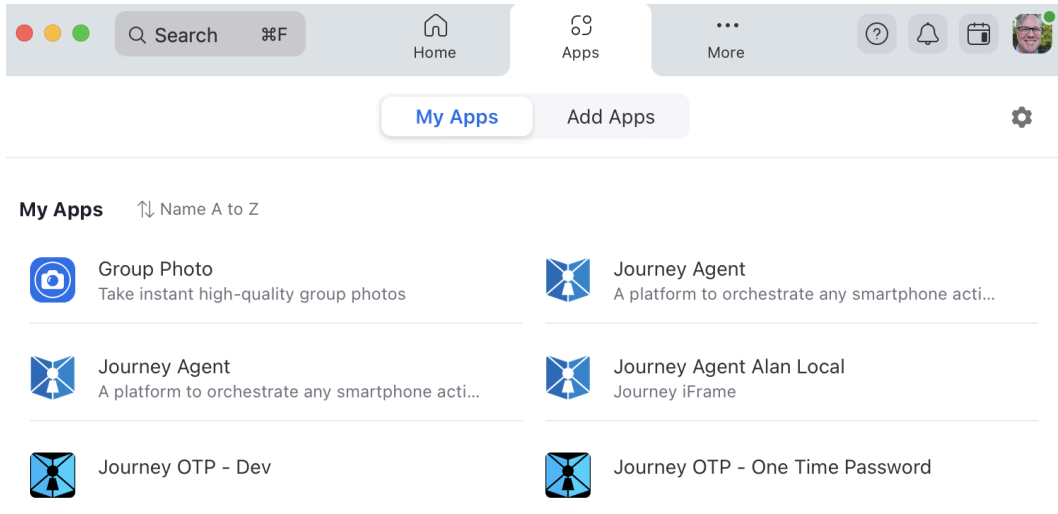 Search ⌘F
Home
Apps
More
My Apps
Add Apps
My Apps
Name A to Z
Group Photo
Take instant high-quality group photos
Journey Agent
A platform to orchestrate any smartphone acti...
Journey Agent
A platform to orchestrate any smartphone acti...
Journey Agent Alan Local
Journey iFrame
Journey OTP - Dev
Journey OTP - One Time Password